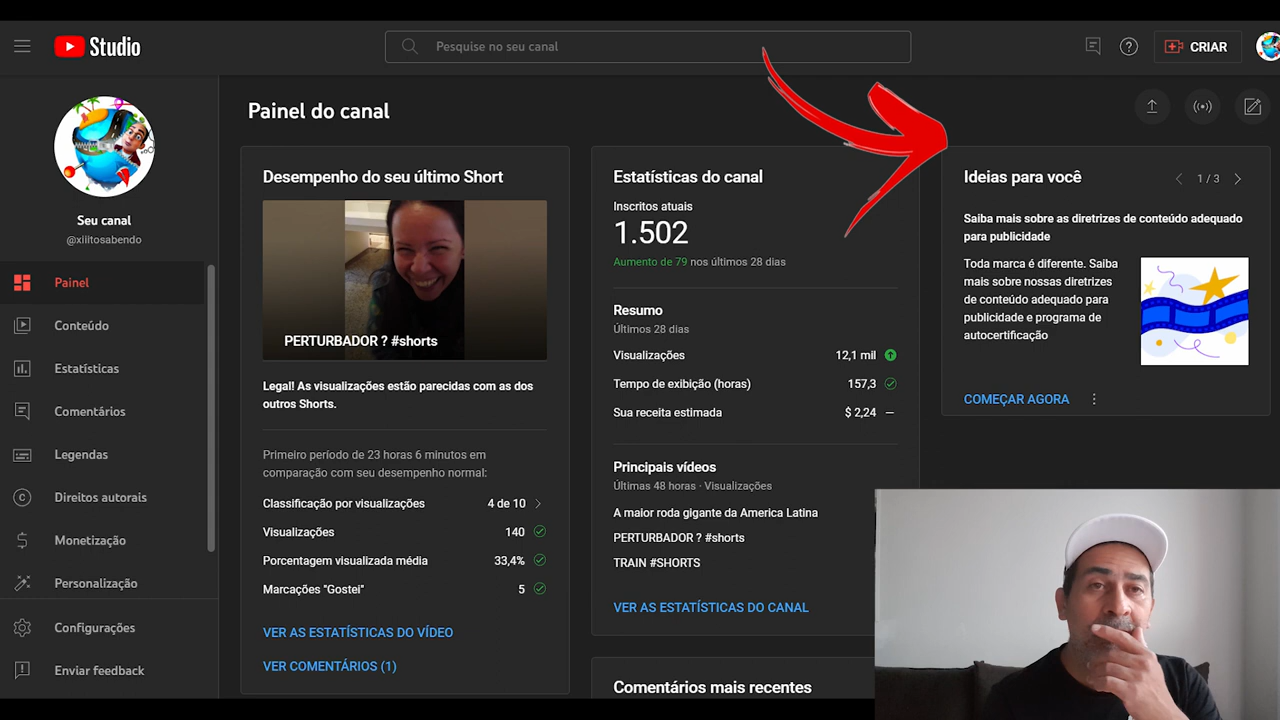 Studio
Pesquise no seu canal
CRIAR
Seu canal
@xiiitosabendo
Painel
Conteúdo
Estatísticas
Comentários
Legendas
Direitos autorais
Monetização
Personalização
Configurações
Enviar feedback
Painel do canal
Desempenho do seu último Short
PERTURBADOR ? #shorts
Legal! As visualizações estão parecidas com as dos
outros Shorts.
Primeiro período de 23 horas 6 minutos em
comparação com seu desempenho normal:
Classificação por visualizações 4 de 10
Visualizações 140
Porcentagem visualizada média 33,4%
Marcações "Gostei" 5
VER AS ESTATÍSTICAS DO VÍDEO
VER COMENTÁRIOS (1)
Estatísticas do canal
Inscritos atuais
1.502
Aumento de 79 nos últimos 28 dias
Resumo
Últimos 28 dias
Visualizações 12,1 mil
Tempo de exibição (horas) 157,3
Sua receita estimada $ 2,24 —
Principais vídeos
Últimas 48 horas · Visualizações
A maior roda gigante da America Latina
PERTURBADOR ? #shorts
TRAIN #SHORTS
VER AS ESTATÍSTICAS DO CANAL
Comentários mais recentes
Ideias para você
1 / 3
Saiba mais sobre as diretrizes de conteúdo adequado
para publicidade
Toda marca é diferente. Saiba
mais sobre nossas diretrizes
de conteúdo adequado para
publicidade e programa de
autocertificação
COMEÇAR AGORA